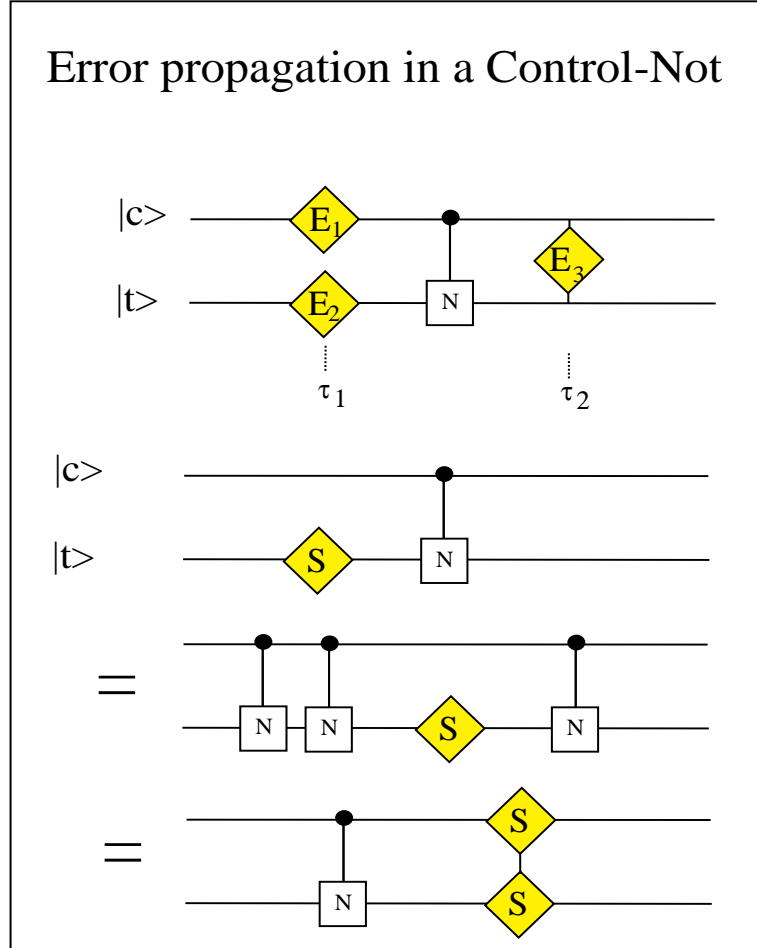 Error propagation in a Control-Not
|c> E₁
E₃
|t> E₂ N
τ₁ τ₂
|c>
|t> S N
=
N N S N
S
=
N S